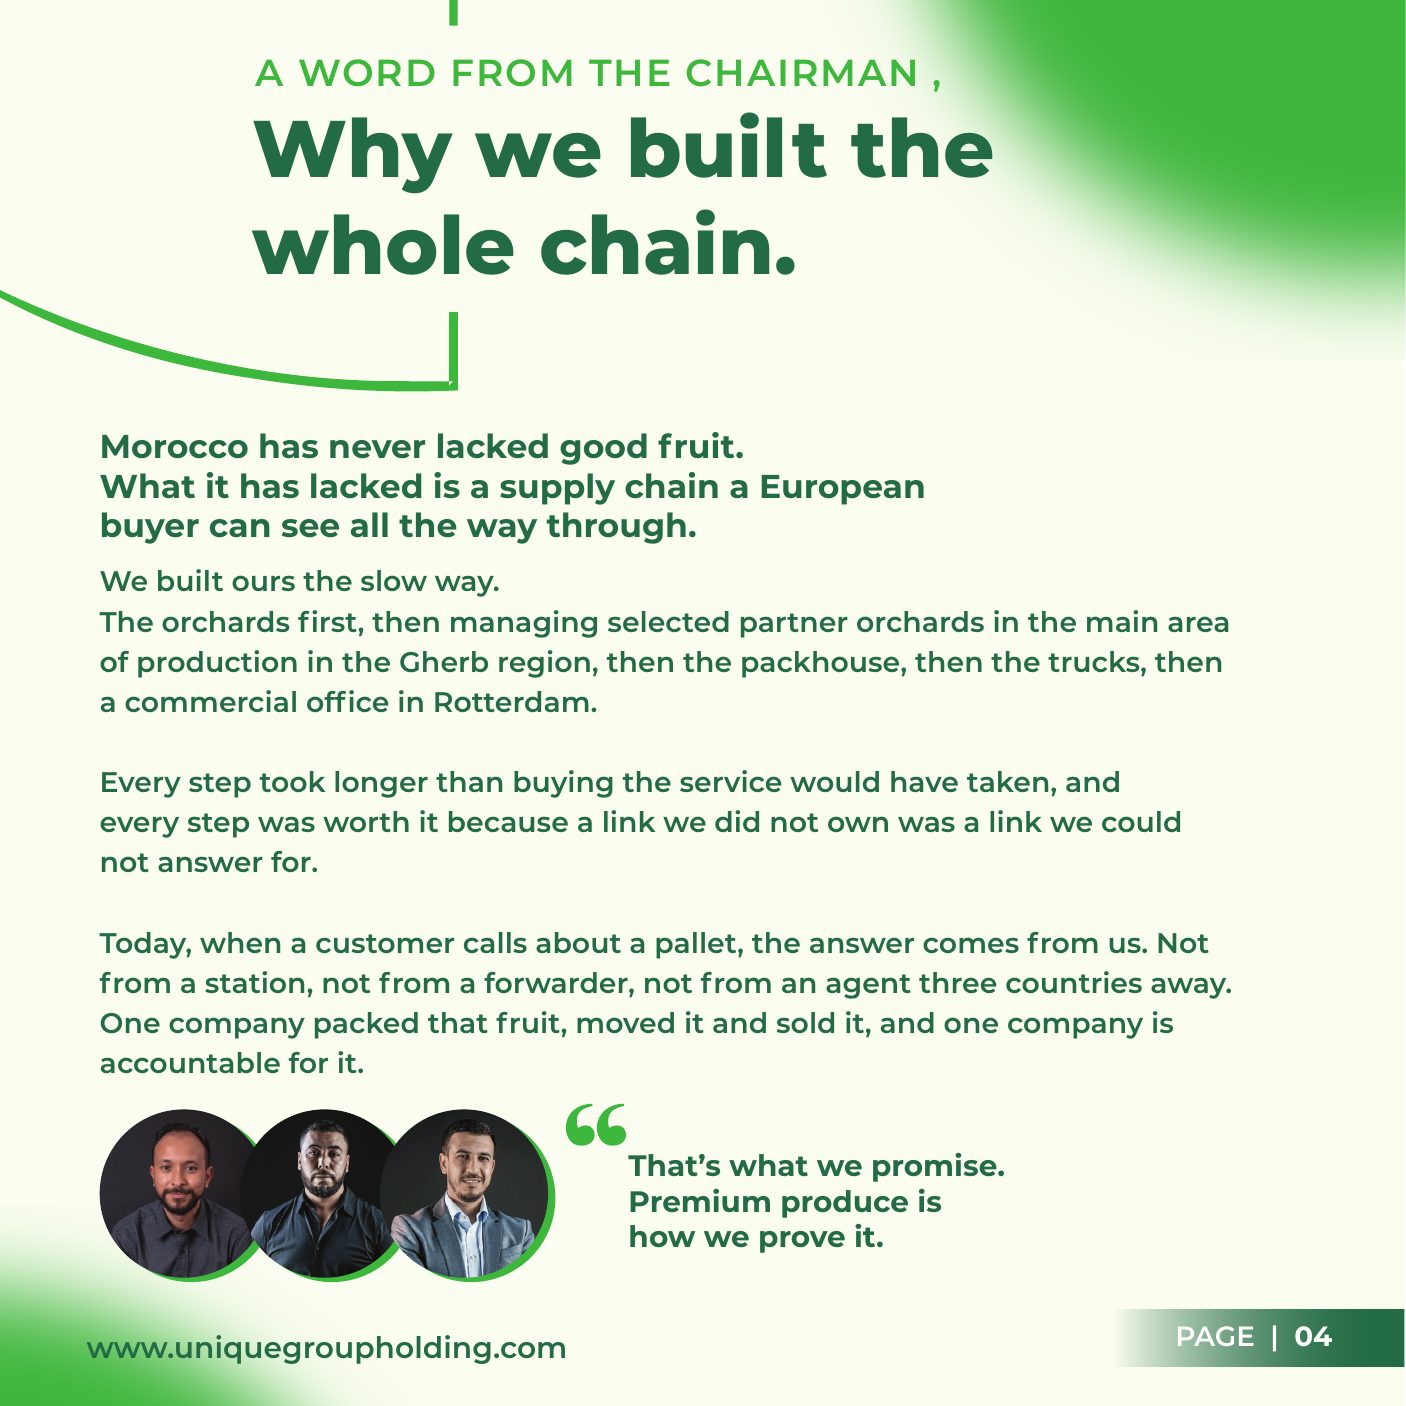 A WORD FROM THE CHAIRMAN ,
Why we built the
whole chain.
Morocco has never lacked good fruit.
What it has lacked is a supply chain a European
buyer can see all the way through.
We built ours the slow way.
The orchards first, then managing selected partner orchards in the main area
of production in the Gherb region, then the packhouse, then the trucks, then
a commercial office in Rotterdam.
Every step took longer than buying the service would have taken, and
every step was worth it because a link we did not own was a link we could
not answer for.
Today, when a customer calls about a pallet, the answer comes from us. Not
from a station, not from a forwarder, not from an agent three countries away.
One company packed that fruit, moved it and sold it, and one company is
accountable for it.
“
That’s what we promise.
Premium produce is
how we prove it.
www.uniquegroupholding.com
PAGE | 04